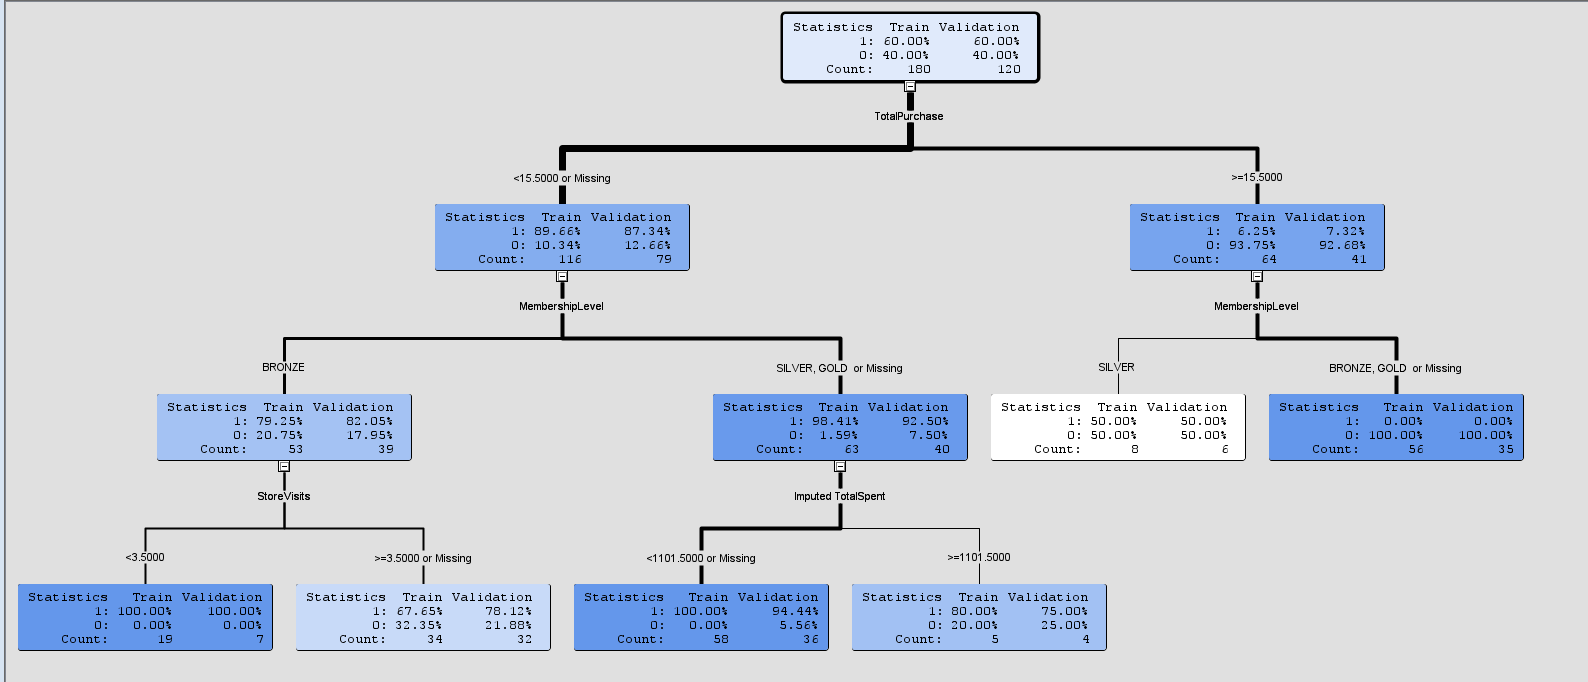 Statistics Train Validation
1: 60.00% 60.00%
0: 40.00% 40.00%
Count: 180 120
TotalPurchase
<15.5000 or Missing
>=15.5000
Statistics Train Validation
1: 89.66% 87.34%
0: 10.34% 12.66%
Count: 116 79
Statistics Train Validation
1: 6.25% 7.32%
0: 93.75% 92.68%
Count: 64 41
MembershipLevel
MembershipLevel
BRONZE
SILVER, GOLD or Missing
SILVER
BRONZE, GOLD or Missing
Statistics Train Validation
1: 79.25% 82.05%
0: 20.75% 17.95%
Count: 53 39
Statistics Train Validation
1: 98.41% 92.50%
0: 1.59% 7.50%
Count: 63 40
Statistics Train Validation
1: 50.00% 50.00%
0: 50.00% 50.00%
Count: 8 6
Statistics Train Validation
1: 0.00% 0.00%
0: 100.00% 100.00%
Count: 56 35
StoreVisits
Imputed TotalSpent
<3.5000
>=3.5000 or Missing
<1101.5000 or Missing
>=1101.5000
Statistics Train Validation
1: 100.00% 100.00%
0: 0.00% 0.00%
Count: 19 7
Statistics Train Validation
1: 67.65% 78.12%
0: 32.35% 21.88%
Count: 34 32
Statistics Train Validation
1: 100.00% 94.44%
0: 0.00% 5.56%
Count: 58 36
Statistics Train Validation
1: 80.00% 75.00%
0: 20.00% 25.00%
Count: 5 4